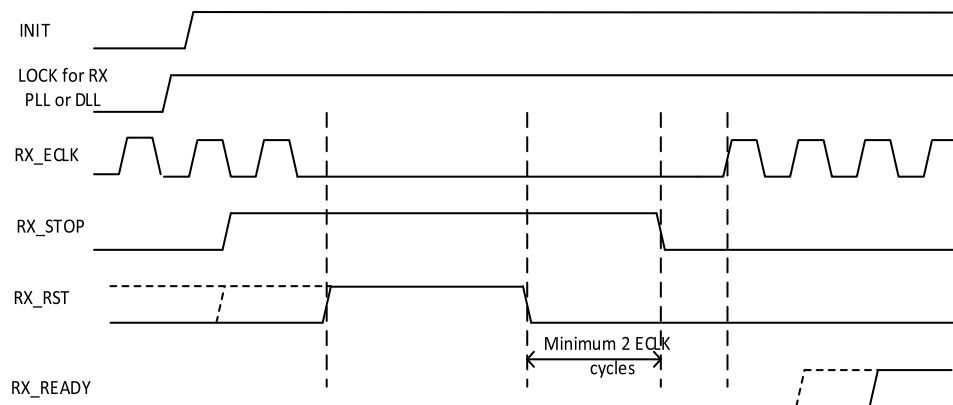 INIT
LOCK for RX
PLL or DLL
RX_ECLK
RX_STOP
RX_RST
Minimum 2 ECLK
cycles
RX_READY